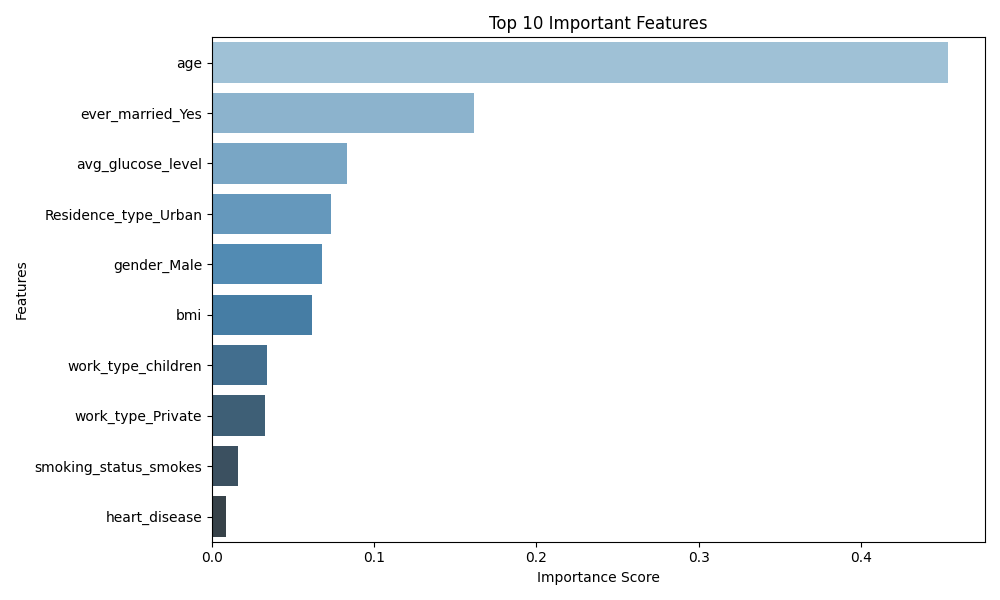 Top 10 Important Features
Features
age
ever_married_Yes
avg_glucose_level
Residence_type_Urban
gender_Male
bmi
work_type_children
work_type_Private
smoking_status_smokes
heart_disease
0.0 0.1 0.2 0.3 0.4
Importance Score